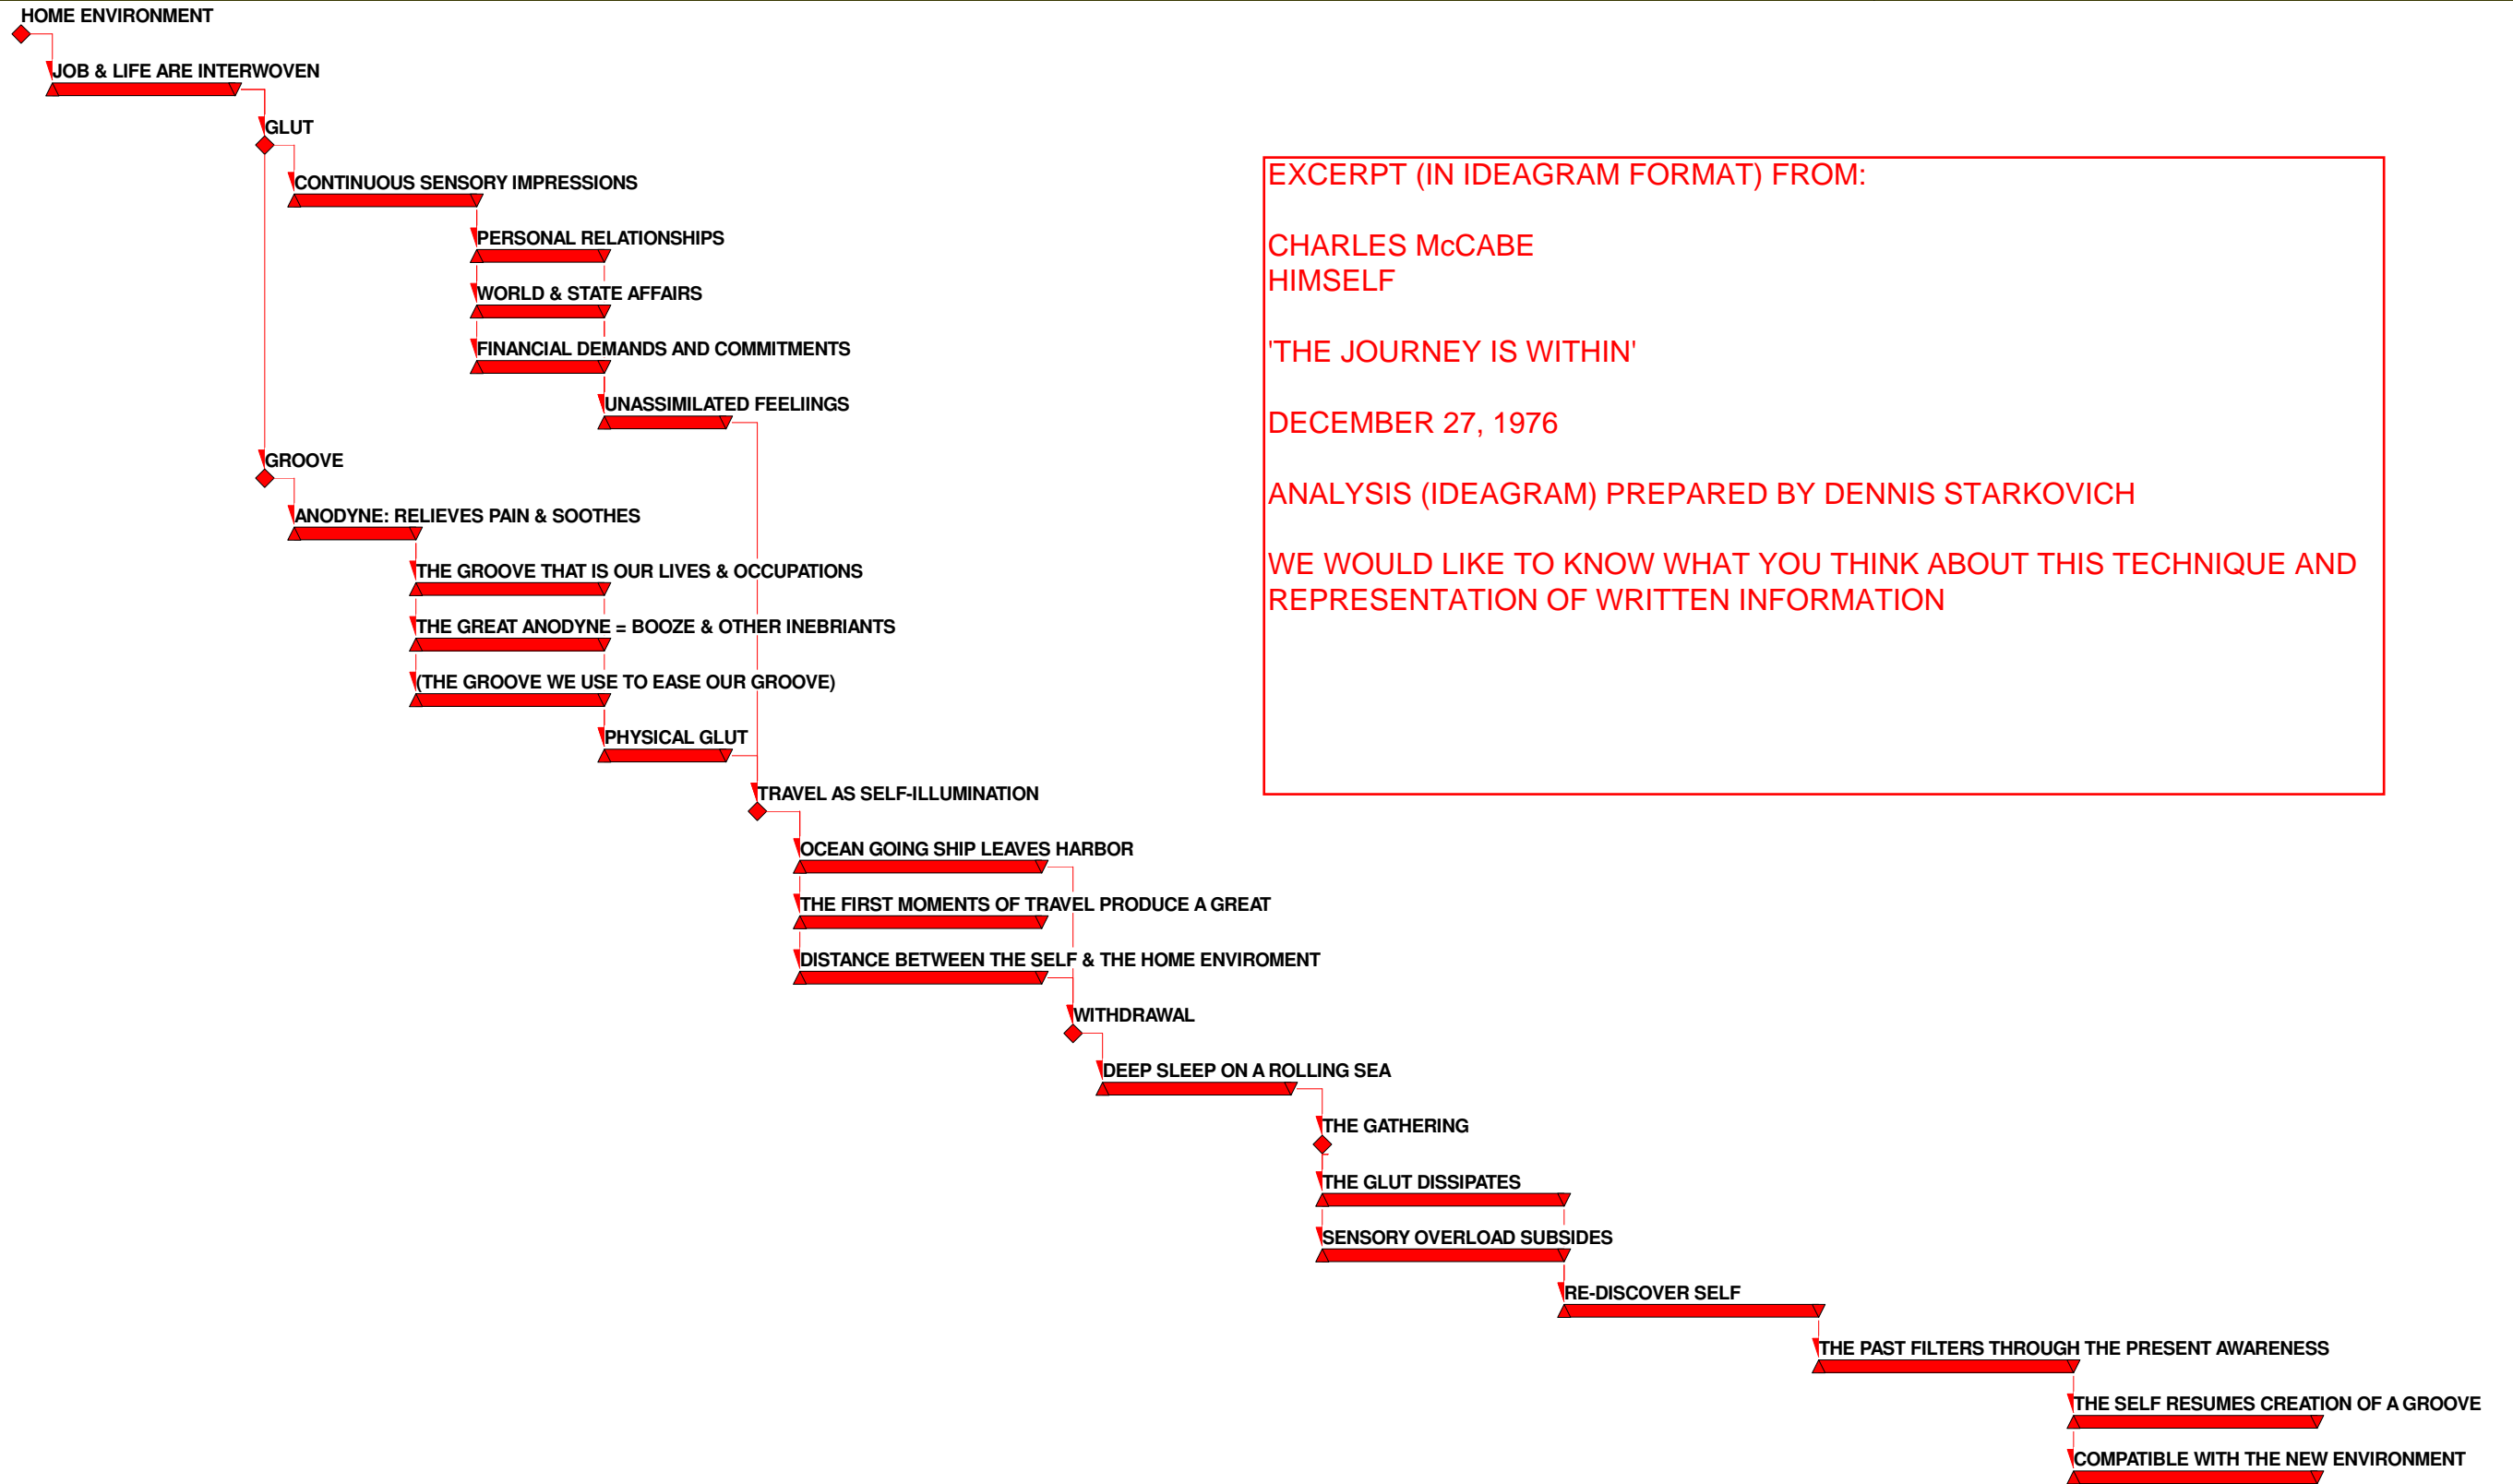 HOME ENVIRONMENT
JOB & LIFE ARE INTERWOVEN
GLUT
CONTINUOUS SENSORY IMPRESSIONS
PERSONAL RELATIONSHIPS
WORLD & STATE AFFAIRS
FINANCIAL DEMANDS AND COMMITMENTS
UNASSIMILATED FEELIINGS
GROOVE
ANODYNE: RELIEVES PAIN & SOOTHES
THE GROOVE THAT IS OUR LIVES & OCCUPATIONS
THE GREAT ANODYNE = BOOZE & OTHER INEBRIANTS
(THE GROOVE WE USE TO EASE OUR GROOVE)
PHYSICAL GLUT
TRAVEL AS SELF-ILLUMINATION
OCEAN GOING SHIP LEAVES HARBOR
THE FIRST MOMENTS OF TRAVEL PRODUCE A GREAT
DISTANCE BETWEEN THE SELF & THE HOME ENVIROMENT
WITHDRAWAL
DEEP SLEEP ON A ROLLING SEA
THE GATHERING
THE GLUT DISSIPATES
SENSORY OVERLOAD SUBSIDES
RE-DISCOVER SELF
THE PAST FILTERS THROUGH THE PRESENT AWARENESS
THE SELF RESUMES CREATION OF A GROOVE
COMPATIBLE WITH THE NEW ENVIRONMENT
EXCERPT (IN IDEAGRAM FORMAT) FROM:
CHARLES McCABE
HIMSELF
'THE JOURNEY IS WITHIN'
DECEMBER 27, 1976
ANALYSIS (IDEAGRAM) PREPARED BY DENNIS STARKOVICH
WE WOULD LIKE TO KNOW WHAT YOU THINK ABOUT THIS TECHNIQUE AND
REPRESENTATION OF WRITTEN INFORMATION